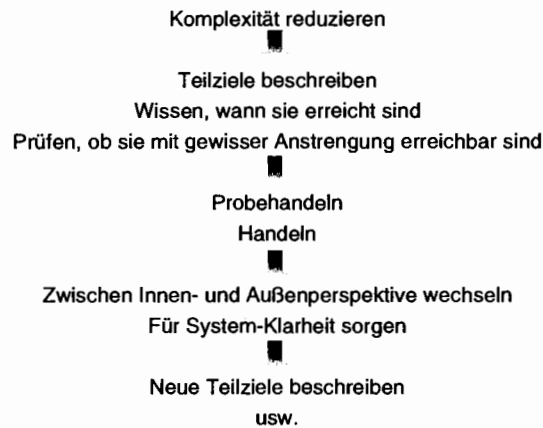 Komplexität reduzieren
Teilziele beschreiben
Wissen, wann sie erreicht sind
Prüfen, ob sie mit gewisser Anstrengung erreichbar sind
Probehandeln
Handeln
Zwischen Innen- und Außenperspektive wechseln
Für System-Klarheit sorgen
Neue Teilziele beschreiben
usw.